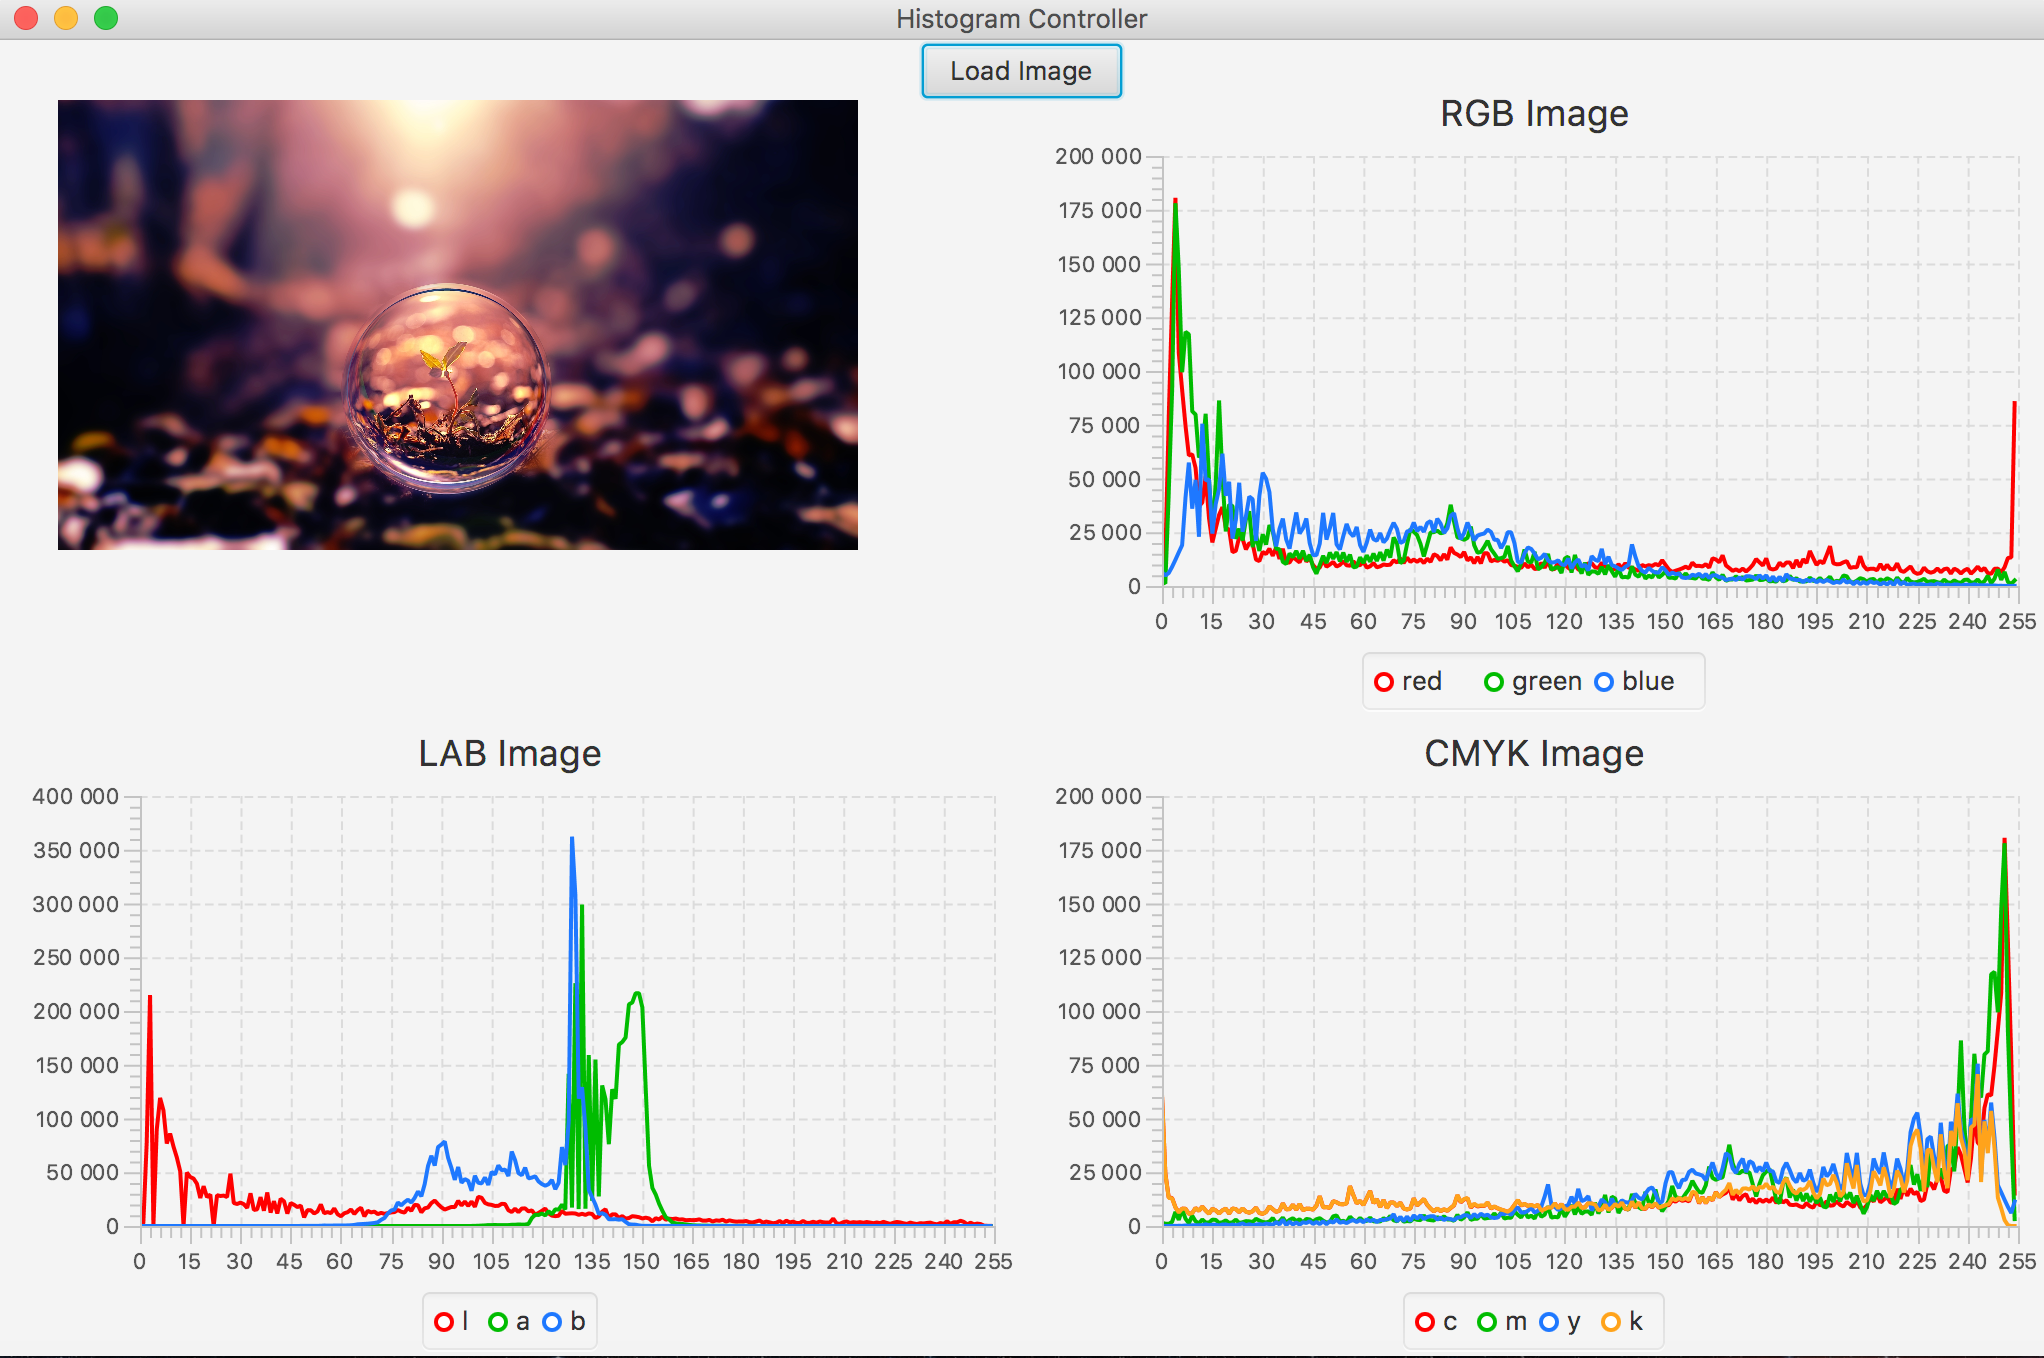 Histogram Controller
Load Image
RGB Image
200 000
175 000
150 000
125 000
100 000
75 000
50 000
25 000
0
0 15 30 45 60 75 90 105 120 135 150 165 180 195 210 225 240 255
red green blue
LAB Image
400 000
350 000
300 000
250 000
200 000
150 000
100 000
50 000
0
0 15 30 45 60 75 90 105 120 135 150 165 180 195 210 225 240 255
l a b
CMYK Image
200 000
175 000
150 000
125 000
100 000
75 000
50 000
25 000
0
0 15 30 45 60 75 90 105 120 135 150 165 180 195 210 225 240 255
c m y k